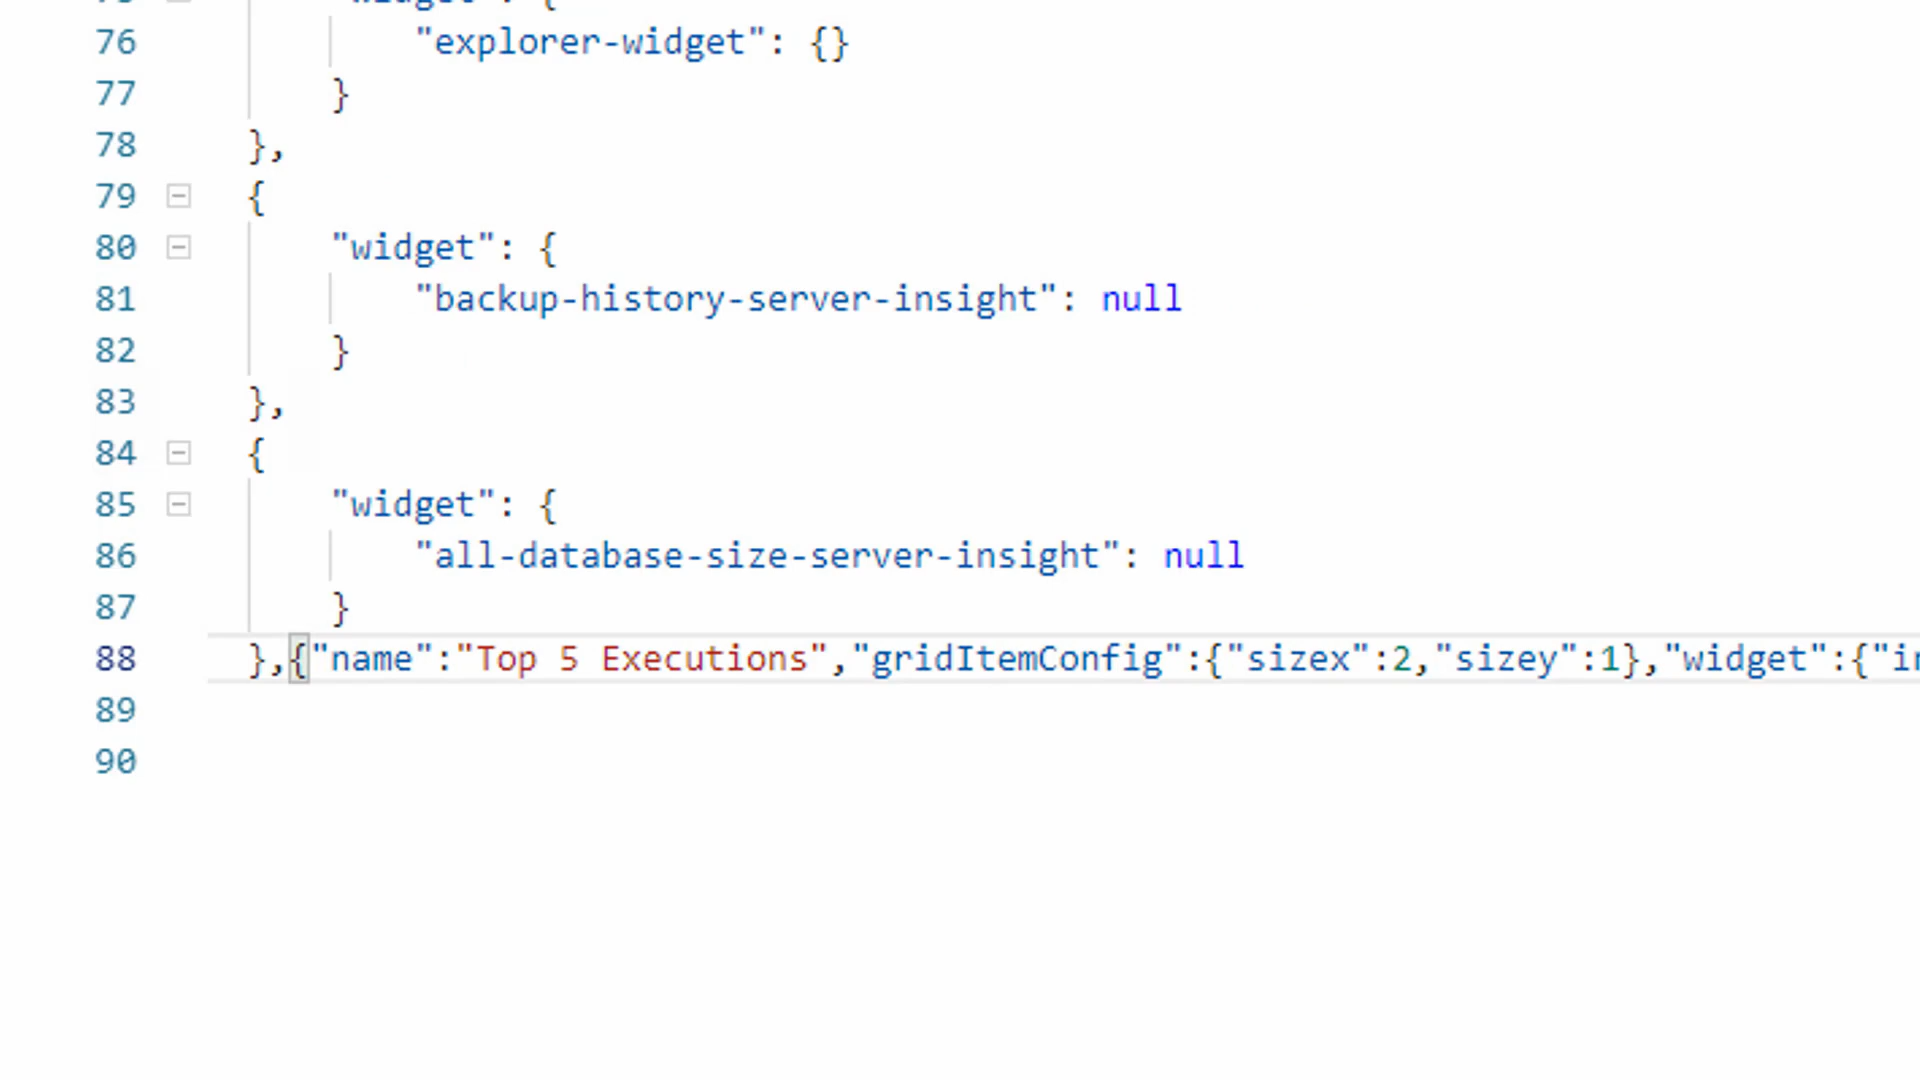 "widget": {
76 "explorer-widget": {}
77 }
78 },
79 {
80 "widget": {
81 "backup-history-server-insight": null
82 }
83 },
84 {
85 "widget": {
86 "all-database-size-server-insight": null
87 }
88 },{"name":"Top 5 Executions","gridItemConfig":{"sizex":2,"sizey":1},"widget":{"in
89
90